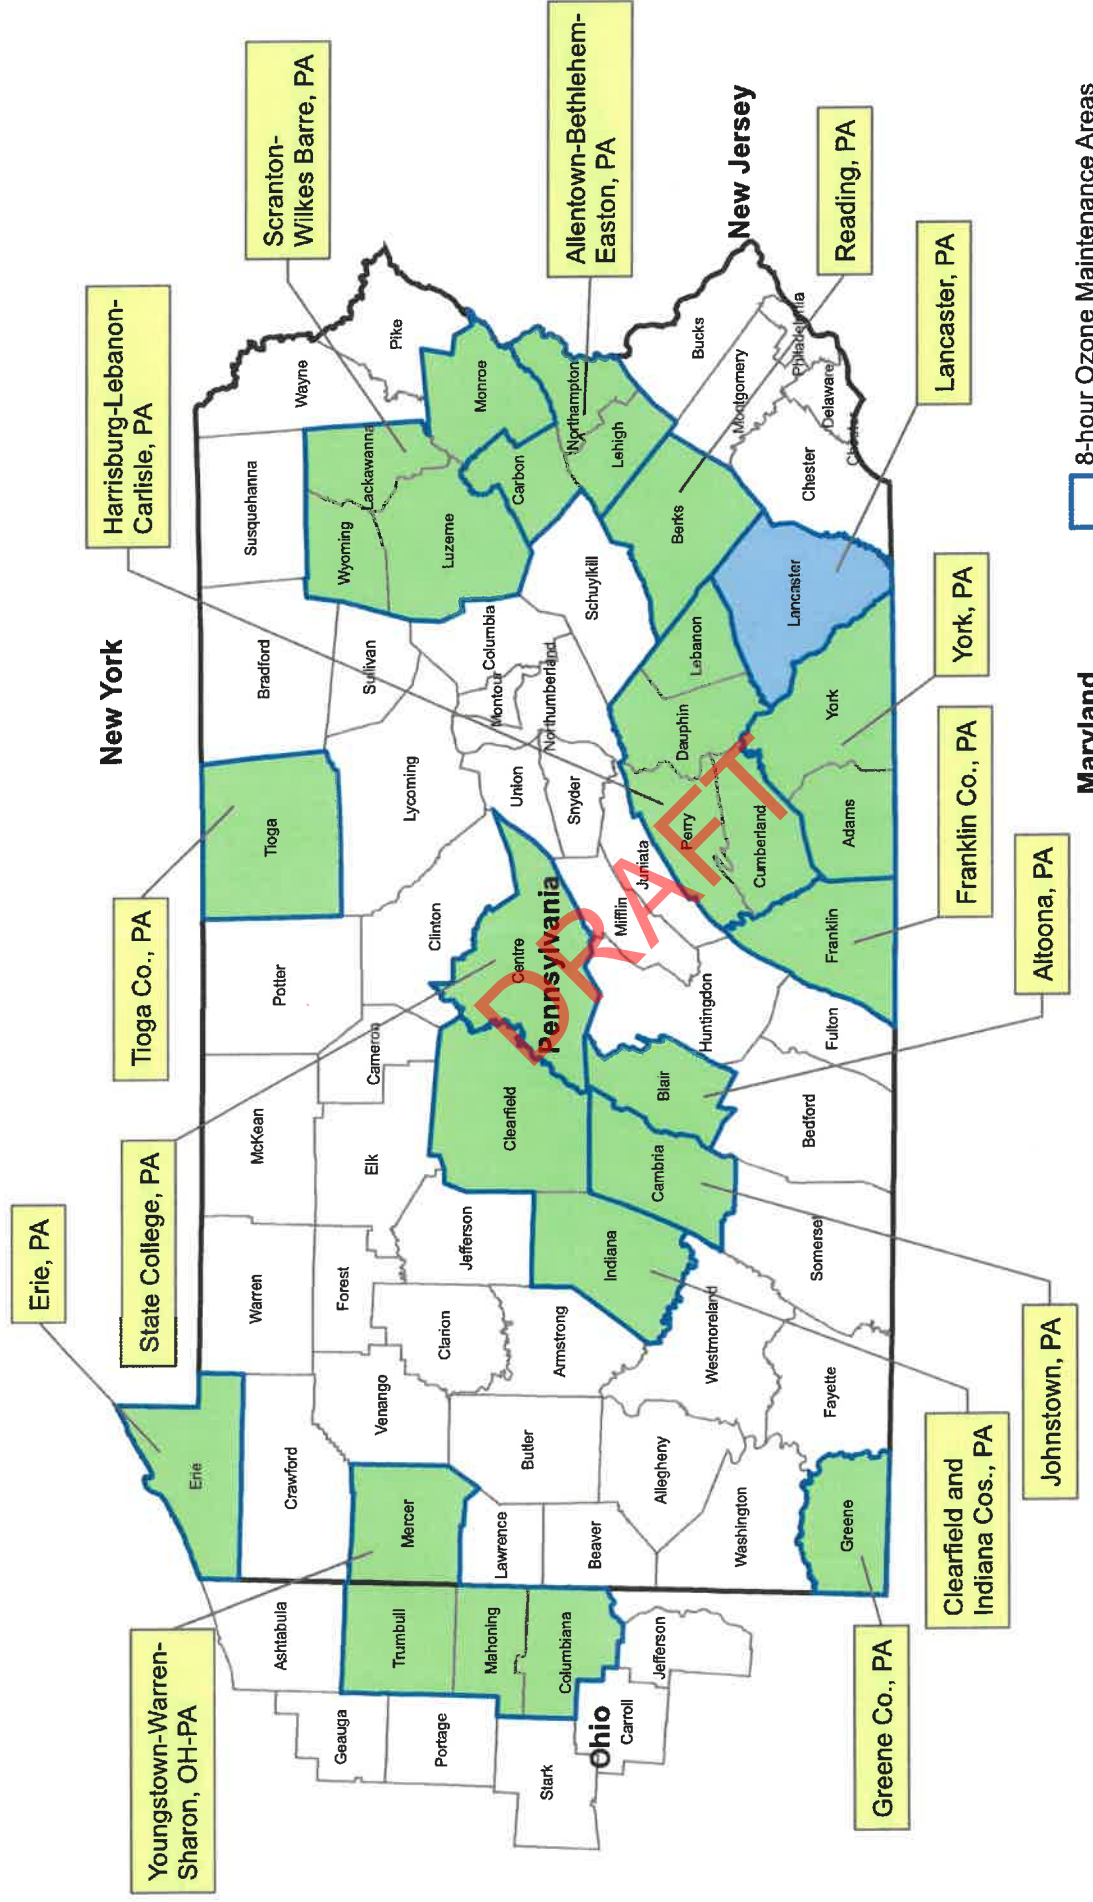 Erie, PA
State College, PA
Tioga Co., PA
New York
Harrisburg-Lebanon-
Carlisle, PA
Scranton-
Wilkes Barre, PA
Youngstown-Warren-
Sharon, OH-PA
Allentown-Bethlehem-
Easton, PA
New Jersey
Reading, PA
Lancaster, PA
York, PA
Franklin Co., PA
Altoona, PA
Johnstown, PA
Clearfield and
Indiana Cos., PA
Greene Co., PA
Ohio
Pennsylvania
Maryland
8-hour Ozone Maintenance Areas
DRAFT
Erie
Warren
McKean
Potter
Tioga
Bradford
Susquehanna
Wayne
Crawford
Forest
Elk
Cameron
Clinton
Lycoming
Sullivan
Wyoming
Lackawanna
Pike
Mercer
Venango
Clarion
Jefferson
Clearfield
Centre
Union
Montour
Columbia
Luzerne
Monroe
Carbon
Lawrence
Butler
Armstrong
Indiana
Cambria
Blair
Huntingdon
Mifflin
Juniata
Snyder
Northumberland
Schuylkill
Northampton
Lehigh
Beaver
Allegheny
Westmoreland
Perry
Dauphin
Lebanon
Berks
Bucks
Montgomery
Philadelphia
Washington
Greene
Fayette
Somerset
Bedford
Fulton
Franklin
Cumberland
Adams
York
Lancaster
Chester
Delaware
Chester
Ashtabula
Geauga
Trumbull
Portage
Mahoning
Stark
Columbiana
Carroll
Jefferson